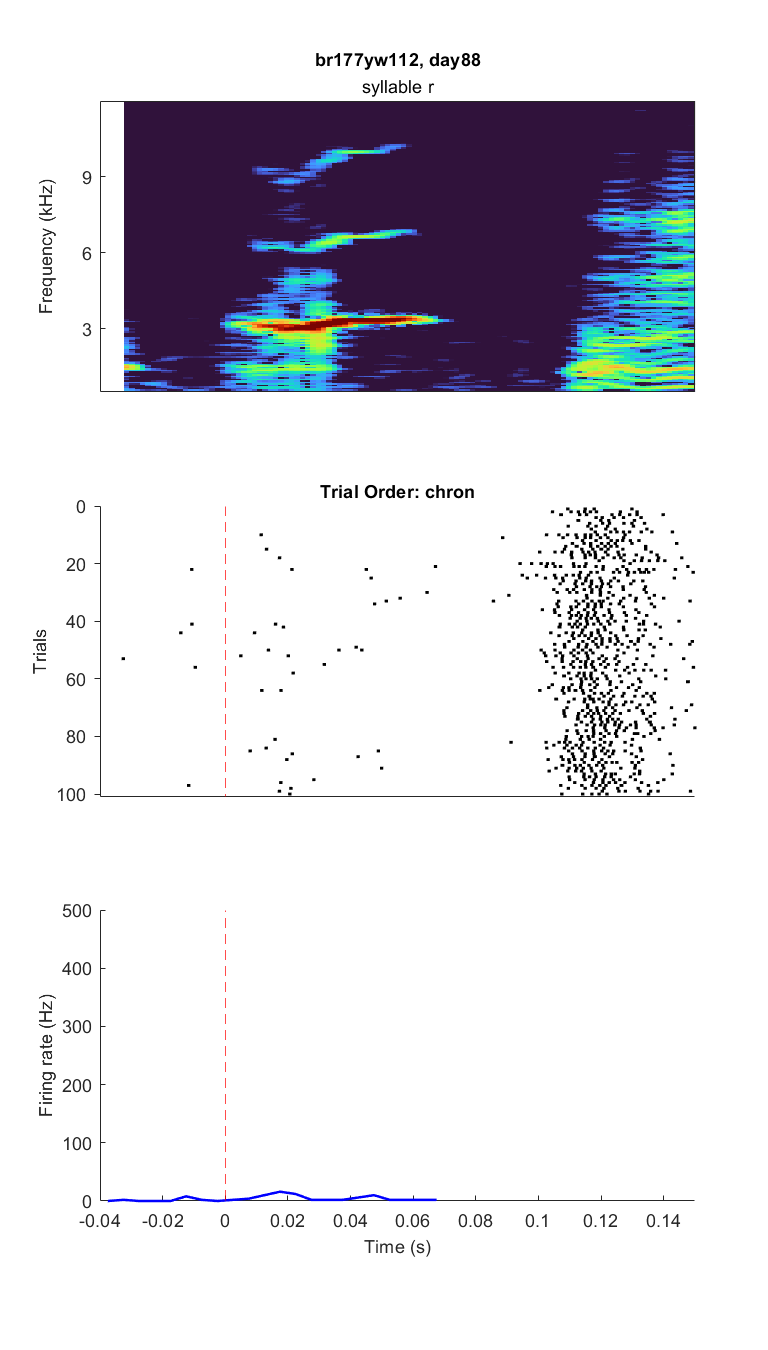 br177yw112, day88
syllable r
9
6
3
Frequency (kHz)
Trial Order: chron
0
20
40
60
80
100
Trials
500
400
300
200
100
0
Firing rate (Hz)
-0.04 -0.02 0 0.02 0.04 0.06 0.08 0.1 0.12 0.14
Time (s)